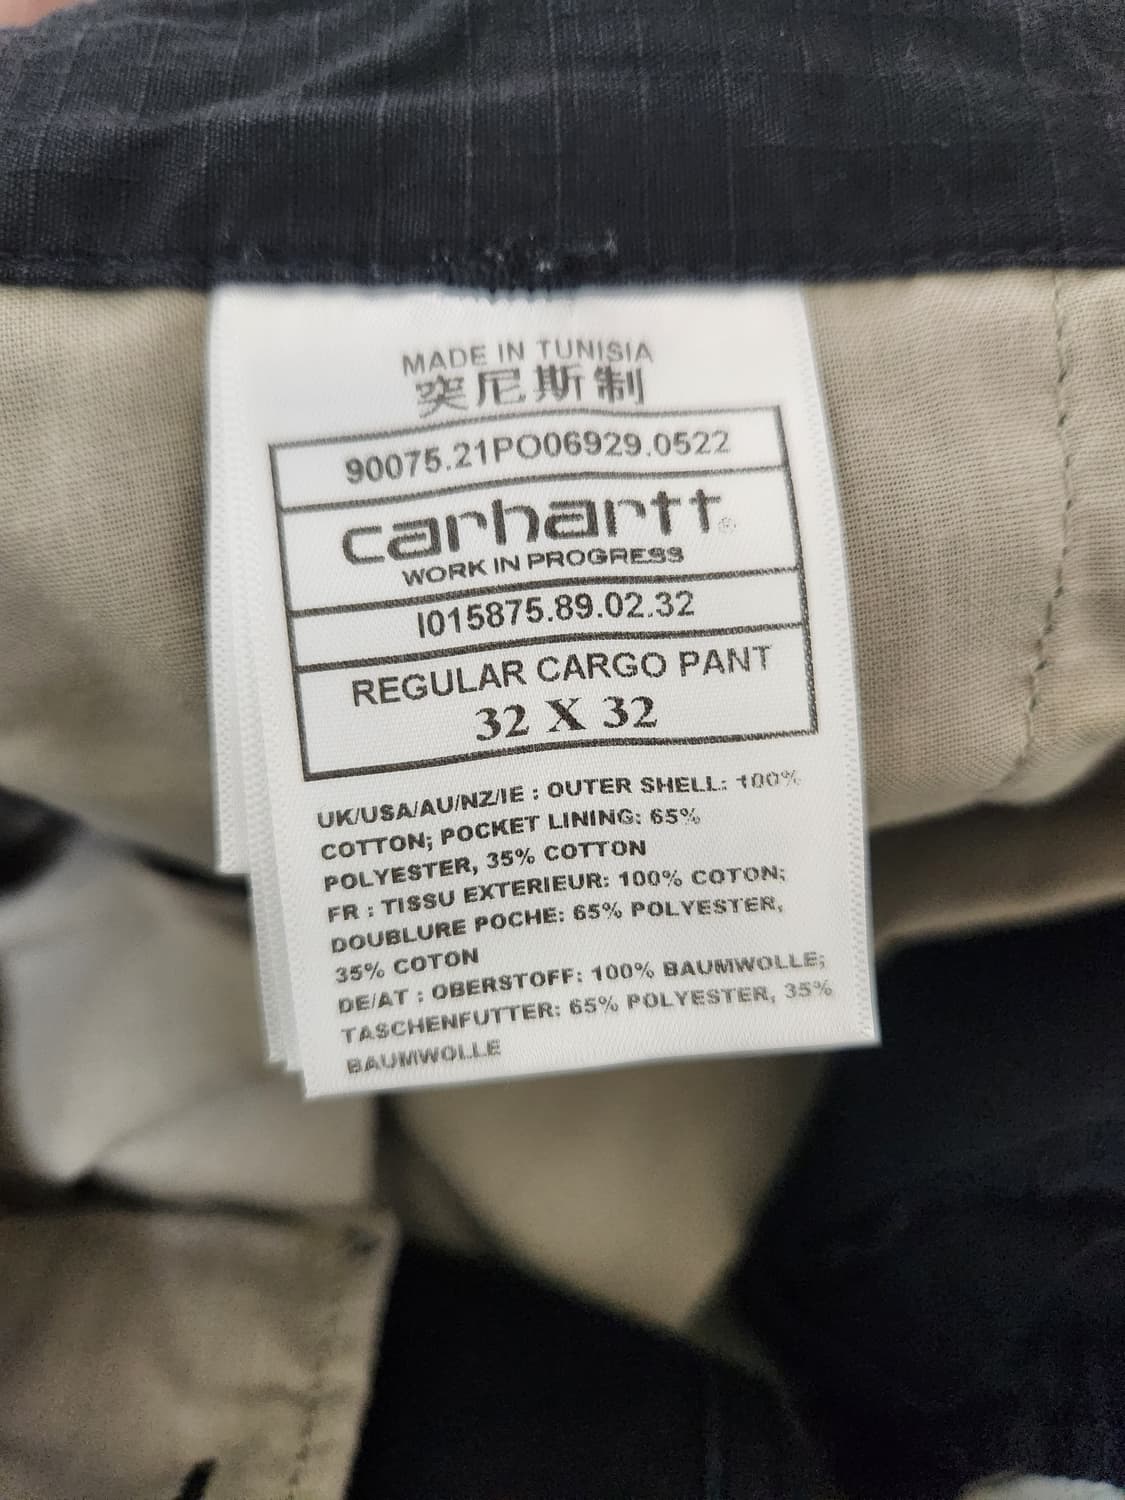 MADE IN TUNISIA
突尼斯制
90075.21PO06929.0522
carhartt®
WORK IN PROGRESS
I015875.89.02.32
REGULAR CARGO PANT
32 X 32
UK/USA/AU/NZ/IE : OUTER SHELL: 100%
COTTON; POCKET LINING: 65%
POLYESTER, 35% COTTON
FR : TISSU EXTERIEUR: 100% COTON;
DOUBLURE POCHE: 65% POLYESTER,
35% COTON
DE/AT : OBERSTOFF: 100% BAUMWOLLE;
TASCHENFUTTER: 65% POLYESTER, 35%
BAUMWOLLE